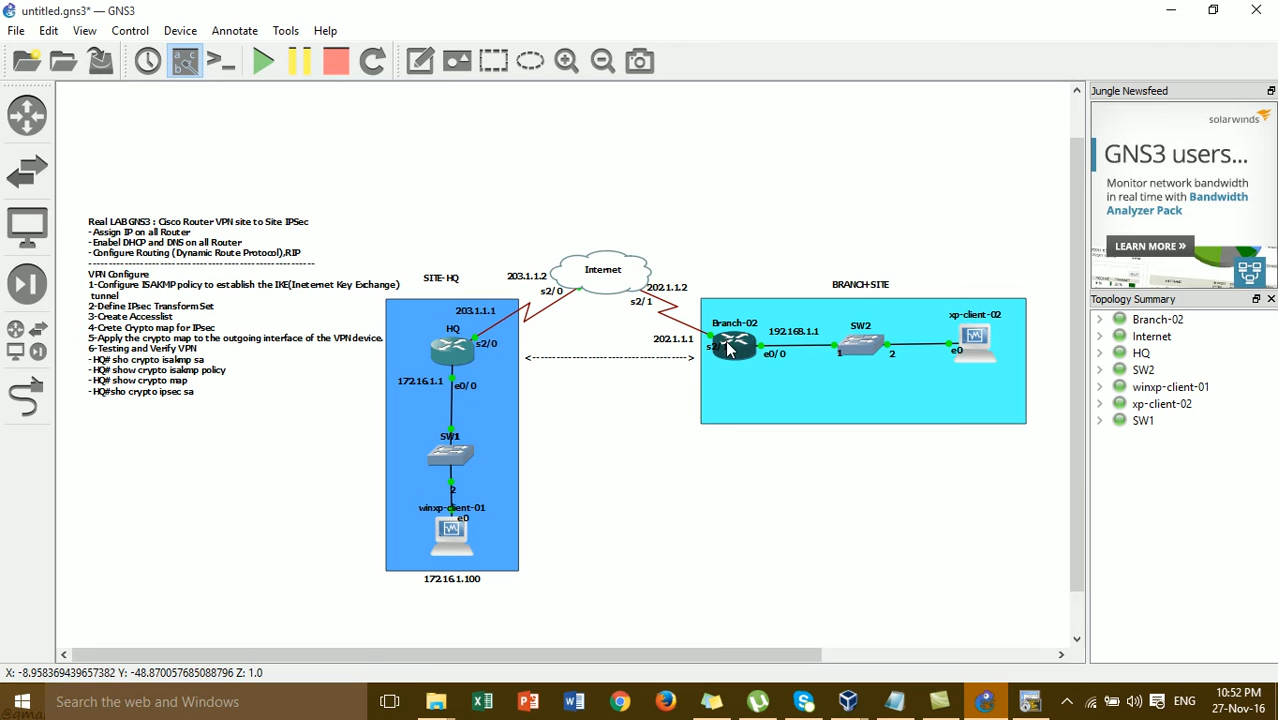 untitled.gns3* — GNS3
File Edit View Control Device Annotate Tools Help
Jungle Newsfeed
solarwinds
GNS3 users...
Monitor network bandwidth
in real time with Bandwidth
Analyzer Pack
LEARN MORE »
Topology Summary
Branch-02
Internet
HQ
SW2
winxp-client-01
xp-client-02
SW1
Real LAB GNS3 : Cisco Router VPN site to Site IPSec
-Assign IP on all Router
-Enabel DHCP and DNS on all Router
-Configure Routing (Dynamic Route Protocol),RIP
VPN Configure
1-Configure ISAKMP policy to establish the IKE(Internet Key Exchange)
tunnel
2-Define IPsec Transform Set
3-Create Accesslist
4-Crete Crypto map for IPsec
5-Apply the crypto map to the outgoing interface of the VPN device.
6-Testing and Verify VPN
-HQ# sho crypto isakmp sa
-HQ# show crypto isakmp policy
-HQ# show crypto map
-HQ#sho crypto ipsec sa
SITE-HQ
203.1.1.2
Internet
s2/0
202.1.1.2
s2/1
BRANCH-SITE
203.1.1.1
HQ
s2/0
172.16.1.1
e0/0
SW1
2
winxp-client-01
e0
172.16.1.100
202.1.1.1
Branch-02
192.168.1.1
e0/0
SW2
1
2
xp-client-02
e0
X: -8.958369439657382 Y: -48.870057685088796 Z: 1.0
Search the web and Windows
ENG
10:52 PM
27-Nov-16